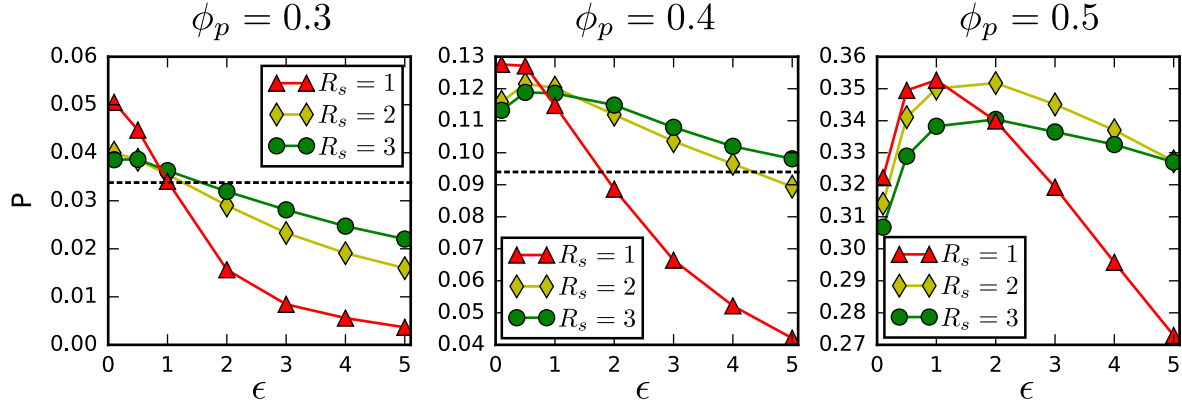 ϕ_p = 0.3
P
0.06
0.05
0.04
0.03
0.02
0.01
0.00
R_s = 1
R_s = 2
R_s = 3
0 1 2 3 4 5
ϵ
ϕ_p = 0.4
0.13
0.12
0.11
0.10
0.09
0.08
0.07
0.06
0.05
0.04
R_s = 1
R_s = 2
R_s = 3
0 1 2 3 4 5
ϵ
ϕ_p = 0.5
0.36
0.35
0.34
0.33
0.32
0.31
0.30
0.29
0.28
0.27
R_s = 1
R_s = 2
R_s = 3
0 1 2 3 4 5
ϵ